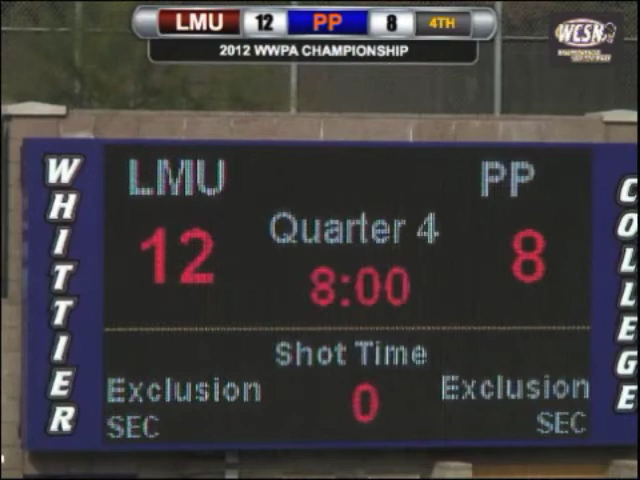 LMU 12 PP 8 4TH
2012 WWPA CHAMPIONSHIP
WCSN
WHITTIER
COLLEGE
LMU PP
12 Quarter 4 8
8:00
Shot Time
Exclusion 0 Exclusion
SEC SEC